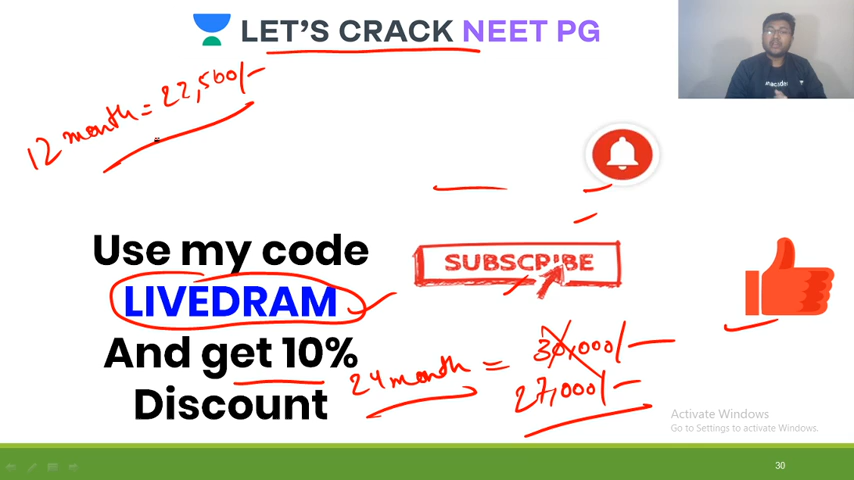 LET'S CRACK NEET PG
12 month = 22,500/-
macsdon
Use my code
LIVEDRAM
And get 10%
Discount
SUBSCRIBE
24 month = 30,000/-
27,000/-
Activate Windows
Go to Settings to activate Windows.
30